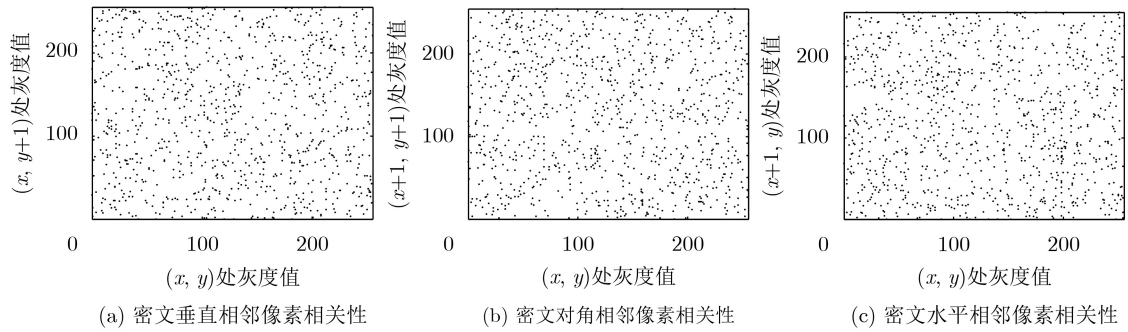 (x, y+1)处灰度值
200
100
0
100
200
(x, y)处灰度值
(a) 密文垂直相邻像素相关性
(x+1, y+1)处灰度值
200
100
0
100
200
(x, y)处灰度值
(b) 密文对角相邻像素相关性
(x+1, y)处灰度值
200
100
0
100
200
(x, y)处灰度值
(c) 密文水平相邻像素相关性